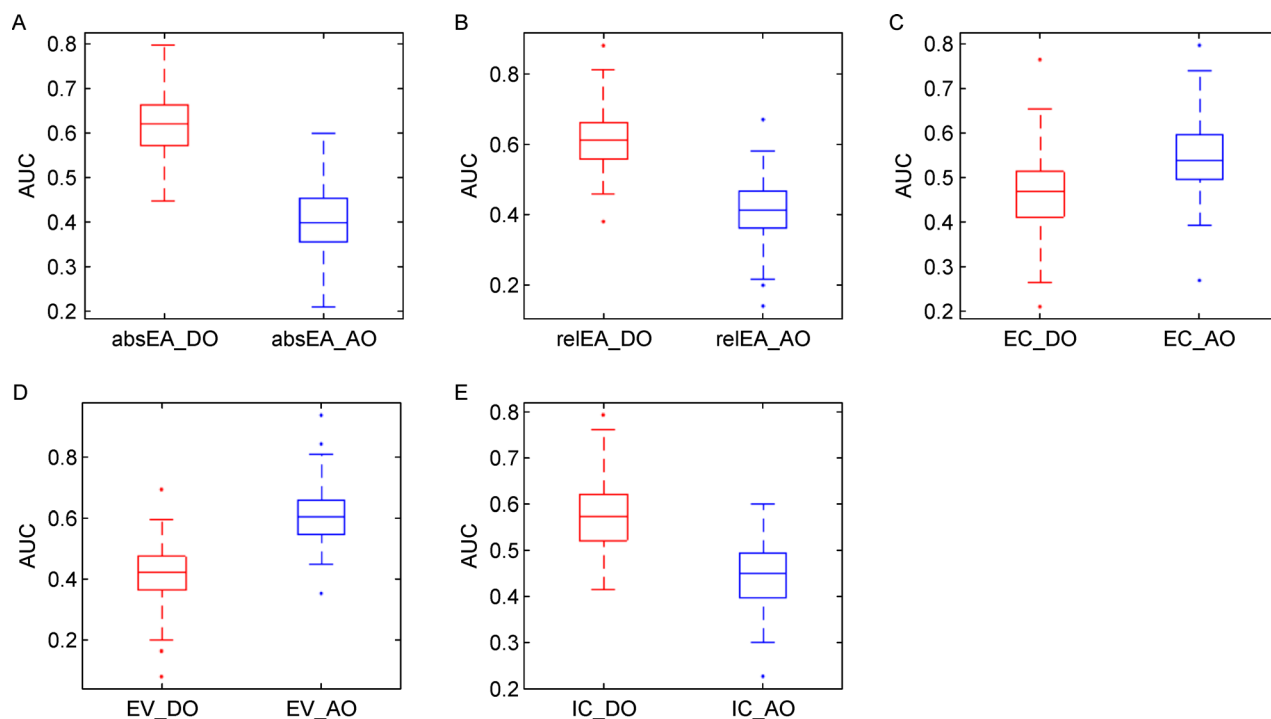 A
AUC
0.8
0.7
0.6
0.5
0.4
0.3
0.2
absEA_DO absEA_AO
B
AUC
0.8
0.6
0.4
0.2
relEA_DO relEA_AO
C
AUC
0.8
0.7
0.6
0.5
0.4
0.3
0.2
EC_DO EC_AO
D
AUC
0.8
0.6
0.4
0.2
EV_DO EV_AO
E
AUC
0.8
0.7
0.6
0.5
0.4
0.3
0.2
IC_DO IC_AO